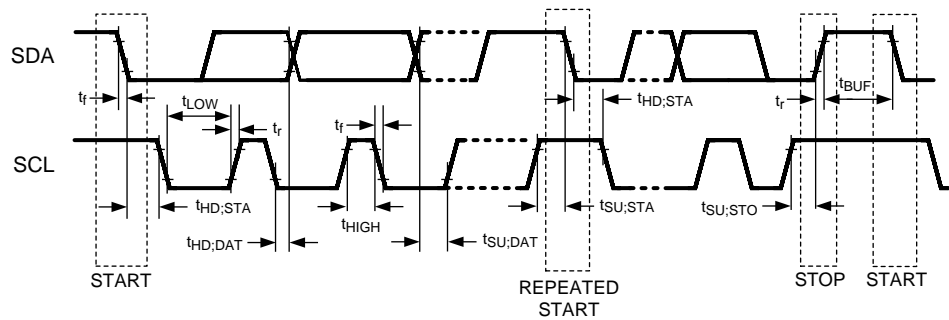 SDA
tf
tLOW
tr
tf
tHD;STA
tr
tBUF
SCL
tHD;STA
tHD;DAT
tHIGH
tSU;DAT
tSU;STA
tSU;STO
START
REPEATED
START
STOP
START